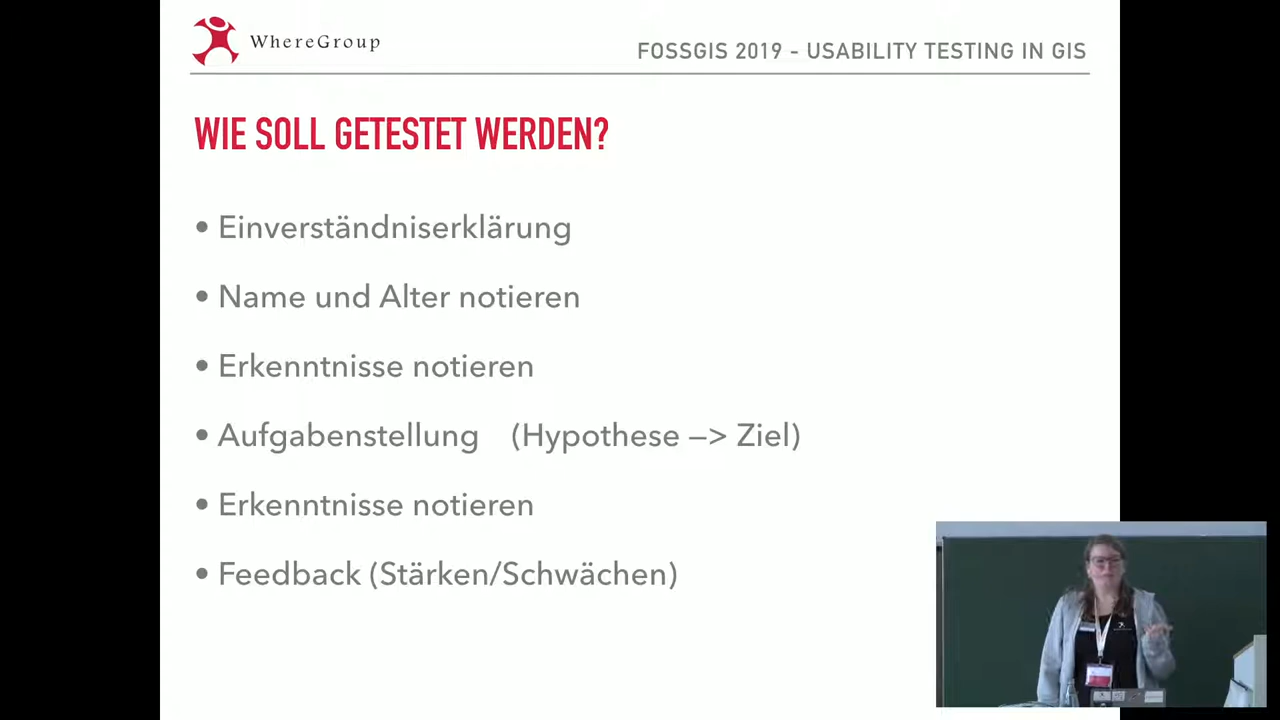 WhereGroup
FOSSGIS 2019 - USABILITY TESTING IN GIS
WIE SOLL GETESTET WERDEN?
• Einverständniserklärung
• Name und Alter notieren
• Erkenntnisse notieren
• Aufgabenstellung (Hypothese —> Ziel)
• Erkenntnisse notieren
• Feedback (Stärken/Schwächen)